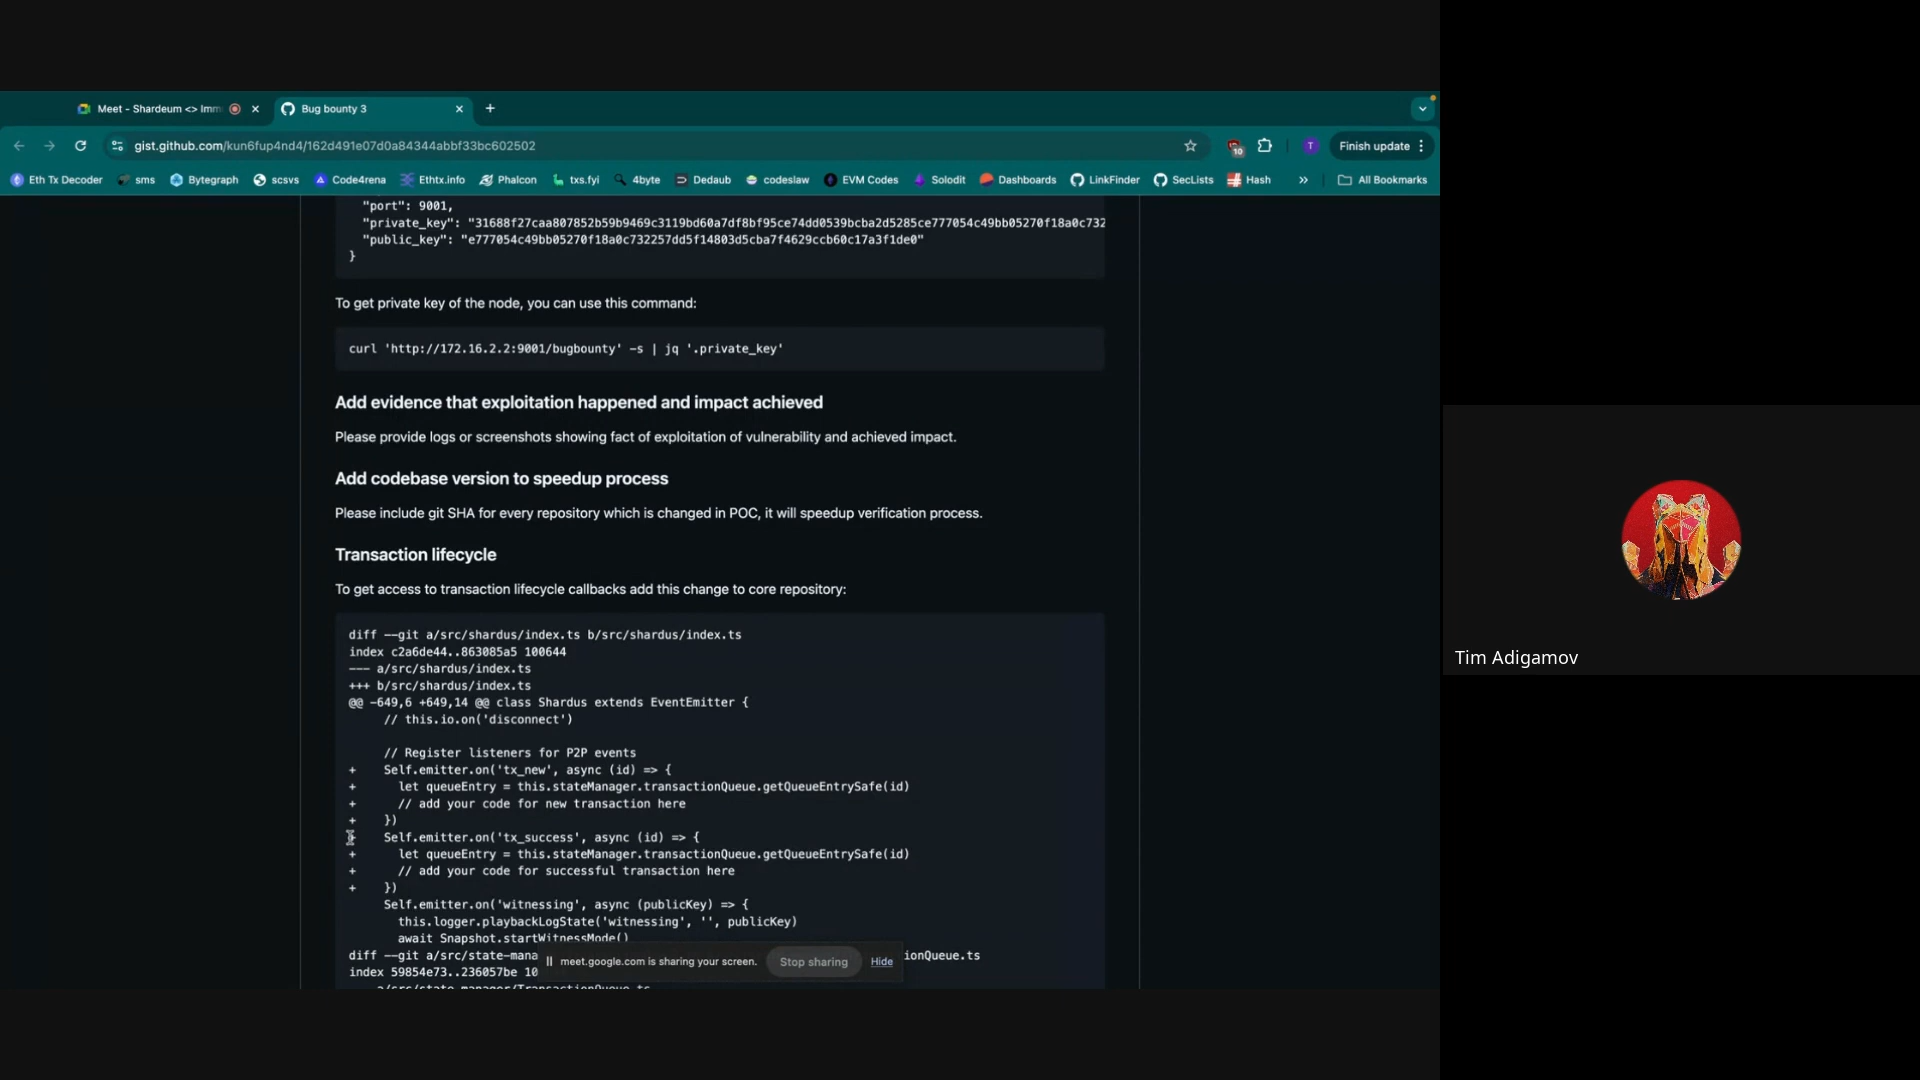 Meet - Shardeum <> Imm
Bug bounty 3
gist.github.com/kun6fup4nd4/162d491e07d0a84344abbf33bc602502
10
T
Finish update
Eth Tx Decoder
sms
Bytegraph
scsvs
Code4rena
Ethtx.info
Phalcon
txs.fyi
4byte
Dedaub
codeslaw
EVM Codes
Solodit
Dashboards
LinkFinder
SecLists
Hash
»
All Bookmarks
"port": 9001,
"private_key": "31688f27caa807852b59b9469c3119bd60a7df8bf95ce74dd0539bcba2d5285ce777054c49bb05270f18a0c732
"public_key": "e777054c49bb05270f18a0c732257dd5f14803d5cba7f4629ccb60c17a3f1de0"
}
To get private key of the node, you can use this command:
curl 'http://172.16.2.2:9001/bugbounty' -s | jq '.private_key'
Add evidence that exploitation happened and impact achieved
Please provide logs or screenshots showing fact of exploitation of vulnerability and achieved impact.
Add codebase version to speedup process
Please include git SHA for every repository which is changed in POC, it will speedup verification process.
Transaction lifecycle
To get access to transaction lifecycle callbacks add this change to core repository:
diff --git a/src/shardus/index.ts b/src/shardus/index.ts
index c2a6de44..863085a5 100644
--- a/src/shardus/index.ts
+++ b/src/shardus/index.ts
@@ -649,6 +649,14 @@ class Shardus extends EventEmitter {
// this.io.on('disconnect')
// Register listeners for P2P events
+ Self.emitter.on('tx_new', async (id) => {
+ let queueEntry = this.stateManager.transactionQueue.getQueueEntrySafe(id)
+ // add your code for new transaction here
+ })
+ Self.emitter.on('tx_success', async (id) => {
+ let queueEntry = this.stateManager.transactionQueue.getQueueEntrySafe(id)
+ // add your code for successful transaction here
+ })
Self.emitter.on('witnessing', async (publicKey) => {
this.logger.playbackLogState('witnessing', '', publicKey)
await Snapshot.startWitnessMode()
diff --git a/src/state-mana ionQueue.ts
index 59854e73..236057be 10
a/src/state-manager/TransactionQueue.ts
meet.google.com is sharing your screen.
Stop sharing
Hide
Tim Adigamov